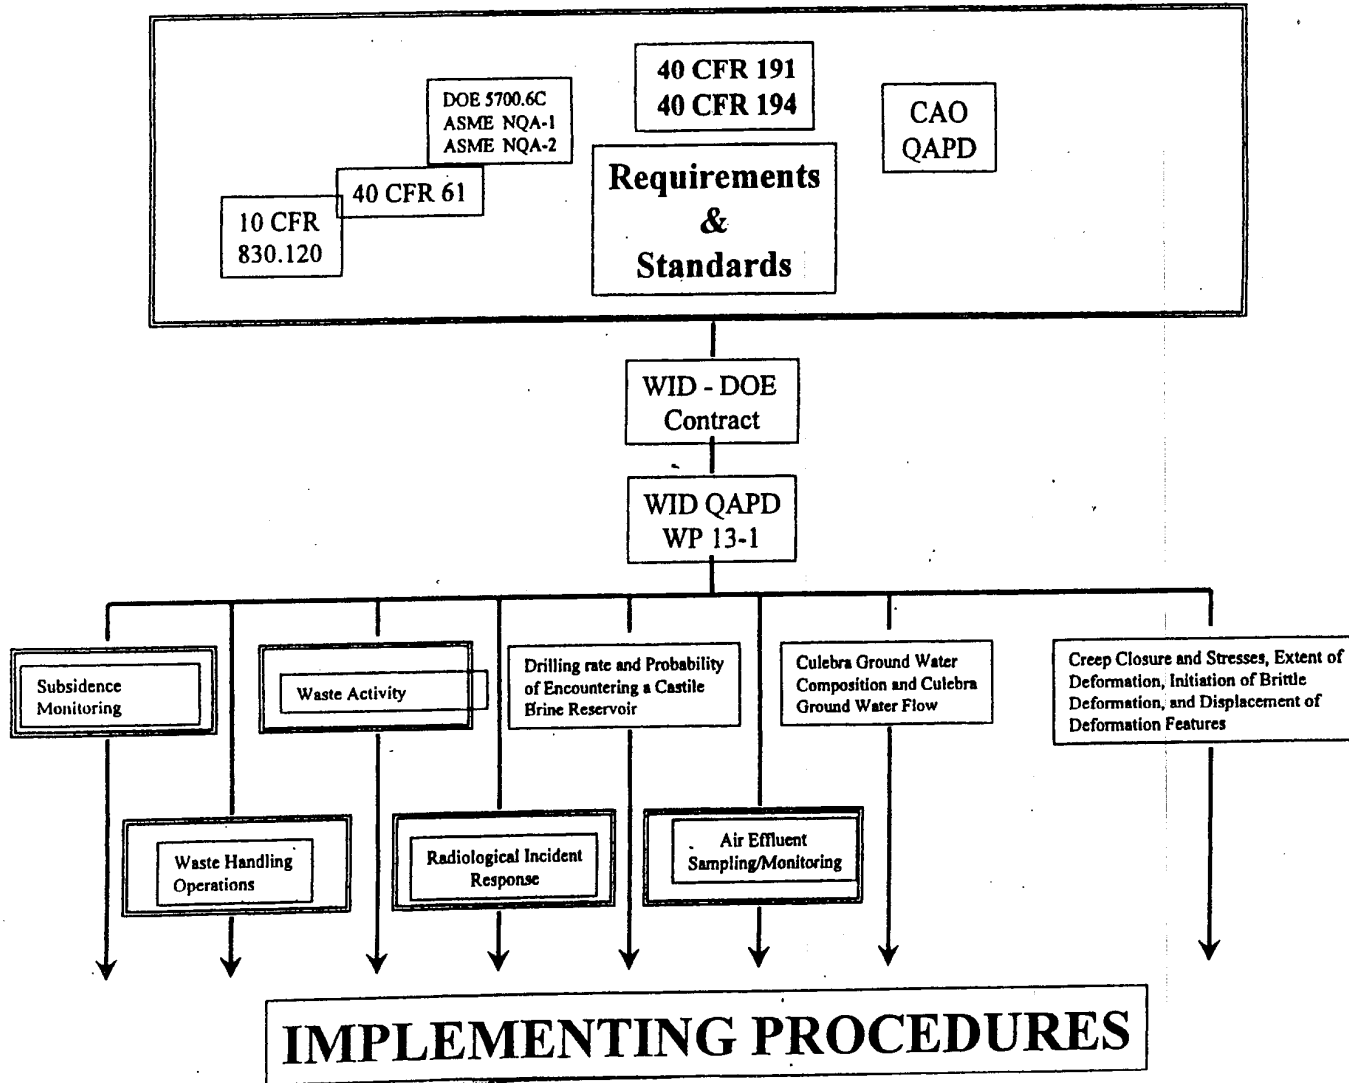 40 CFR 191
40 CFR 194
DOE 5700.6C
ASME NQA-1
ASME NQA-2
CAO
QAPD
40 CFR 61
10 CFR
830.120
Requirements
&
Standards
WID - DOE
Contract
WID QAPD
WP 13-1
Subsidence
Monitoring
Waste Activity
Drilling rate and Probability
of Encountering a Castile
Brine Reservoir
Culebra Ground Water
Composition and Culebra
Ground Water Flow
Creep Closure and Stresses, Extent of
Deformation, Initiation of Brittle
Deformation, and Displacement of
Deformation Features
Waste Handling
Operations
Radiological Incident
Response
Air Effluent
Sampling/Monitoring
IMPLEMENTING PROCEDURES